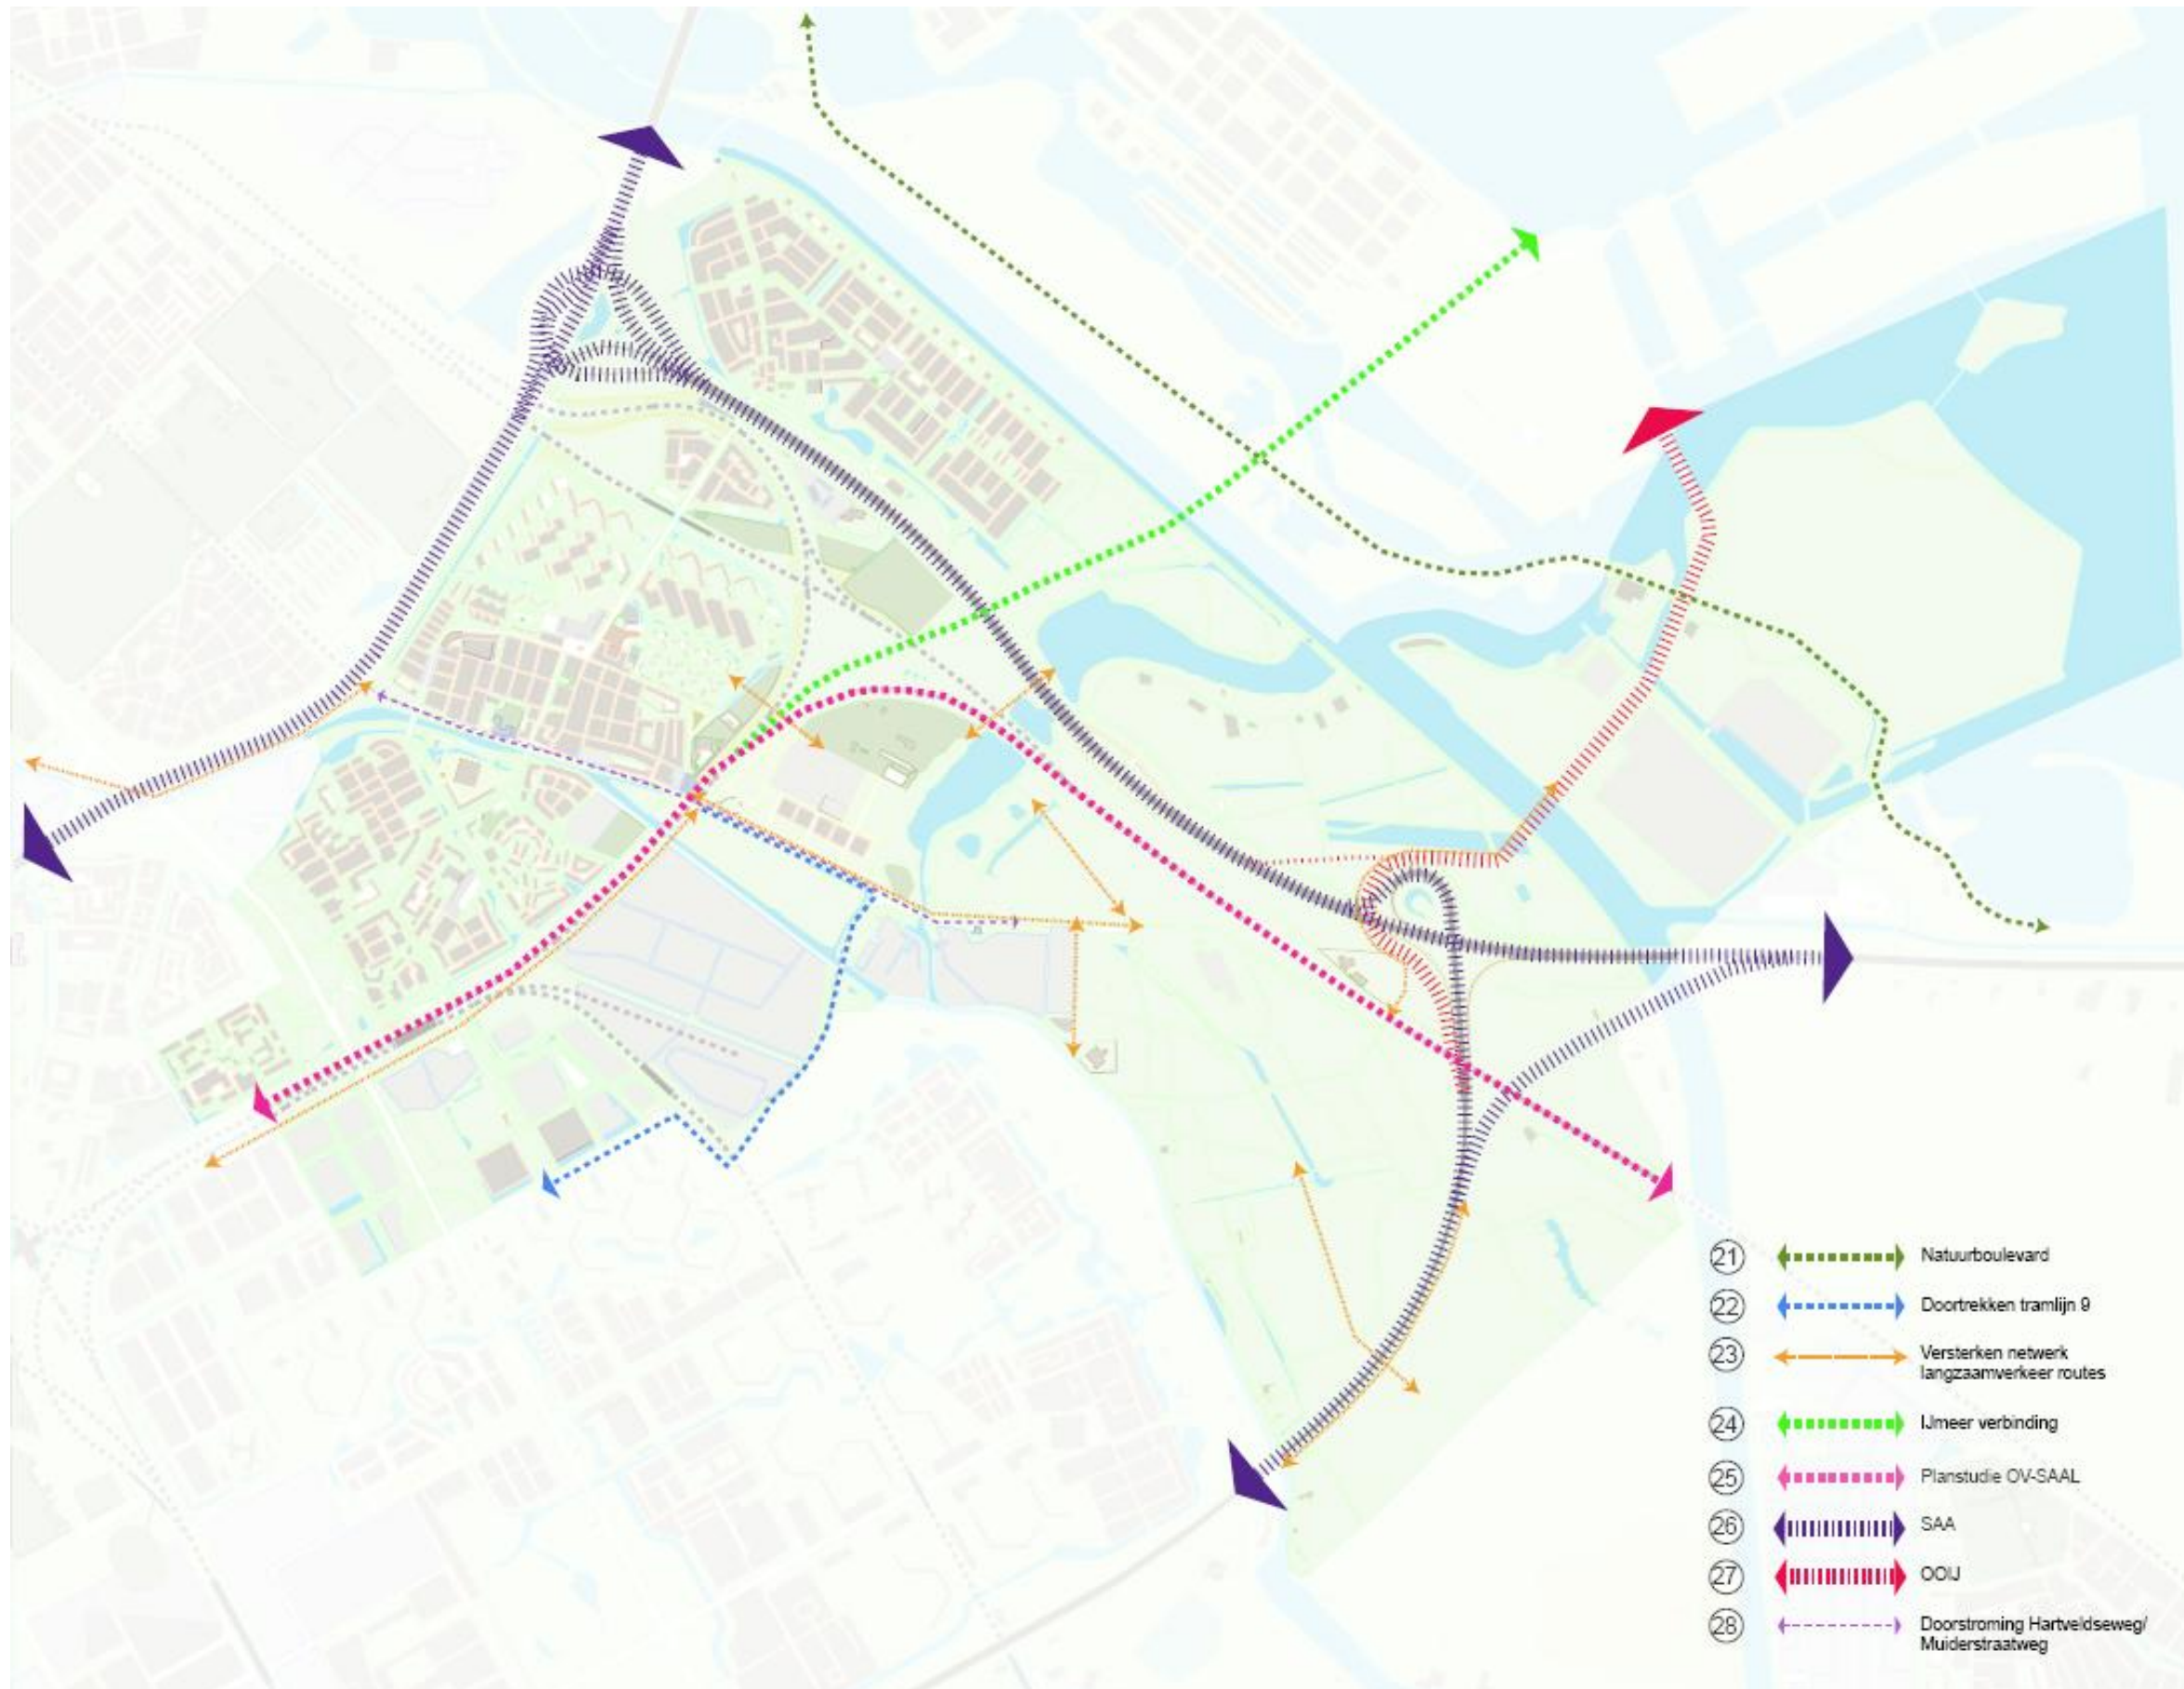 21 Natuurboulevard
22 Doortrekken tramlijn 9
23 Versterken netwerk
langzaamverkeer routes
24 IJmeer verbinding
25 Planstudie OV-SAAL
26 SAA
27 OOIJ
28 Doorstroming Hartveldseweg/
Muiderstraatweg